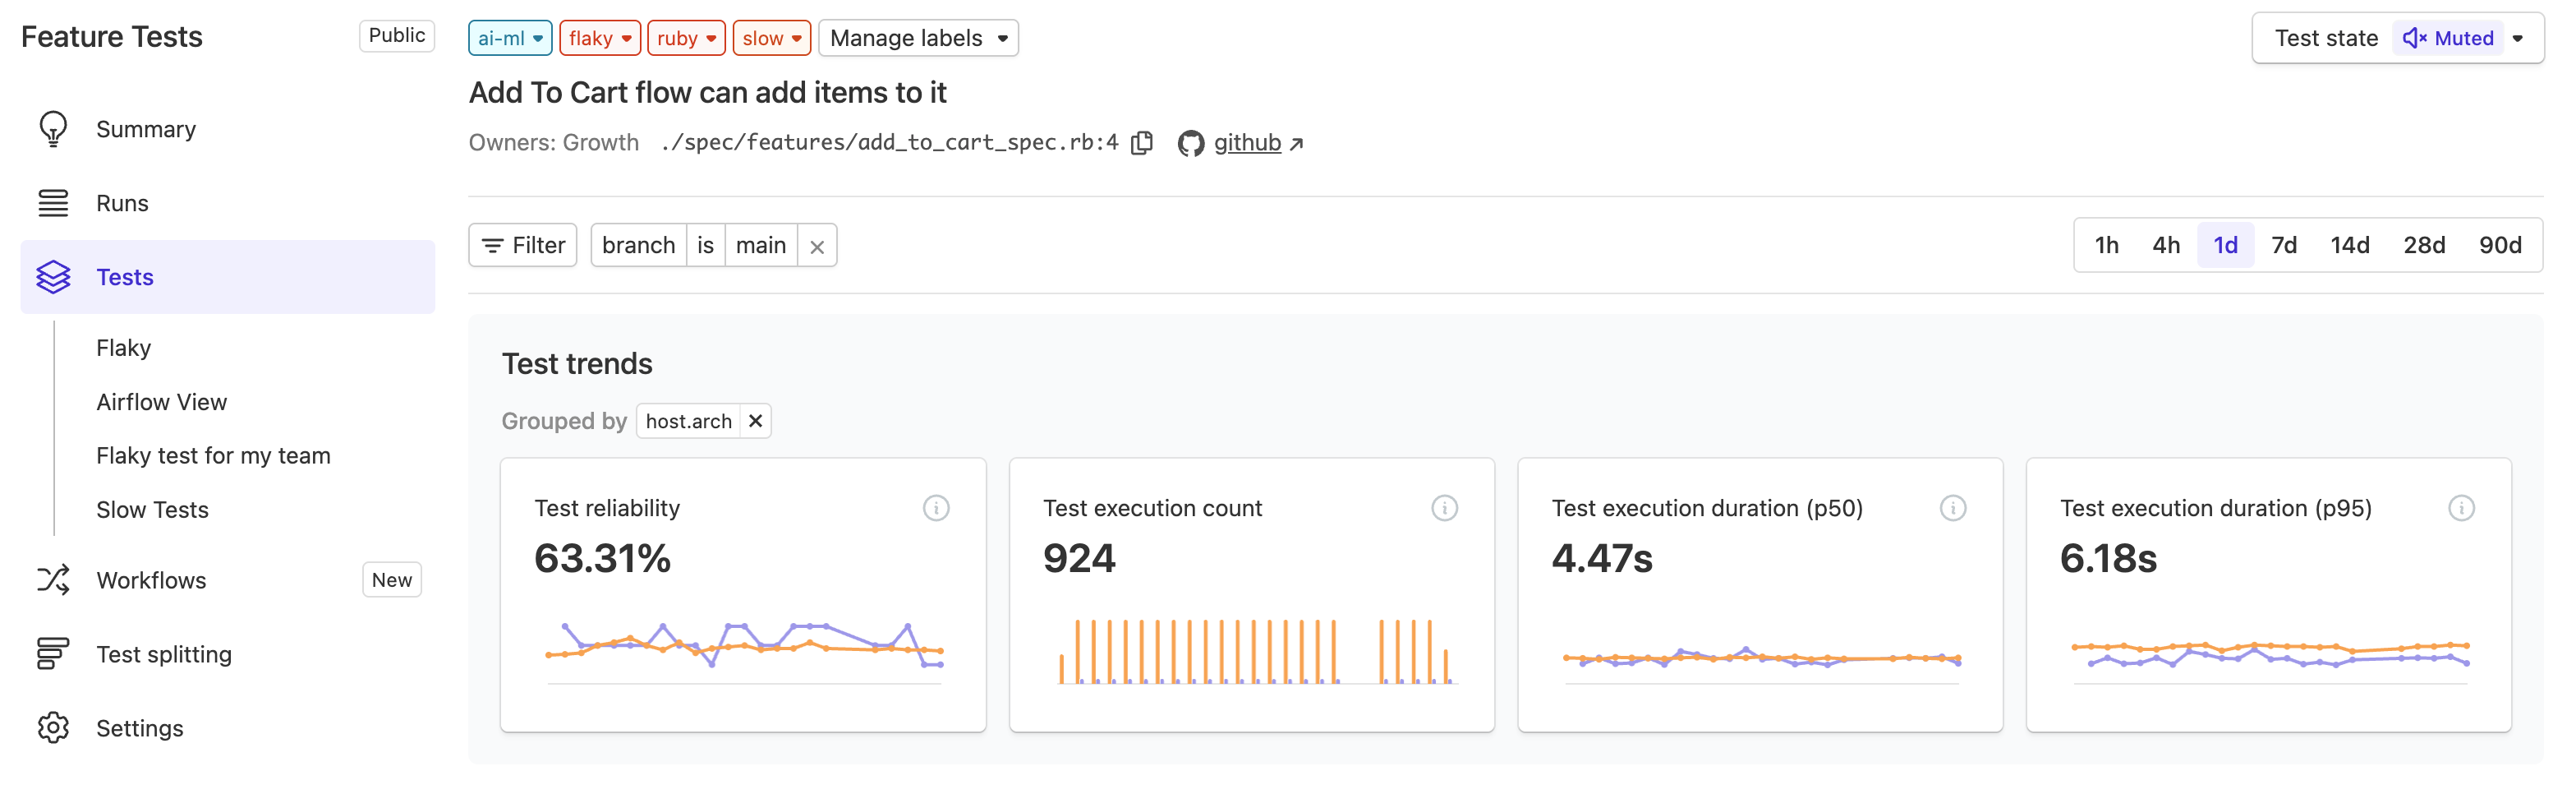 Feature Tests
Public
Summary
Runs
Tests
Flaky
Airflow View
Flaky test for my team
Slow Tests
Workflows
New
Test splitting
Settings
ai-ml flaky ruby slow Manage labels
Test state Muted
Add To Cart flow can add items to it
Owners: Growth ./spec/features/add_to_cart_spec.rb:4 github
Filter branch is main
1h 4h 1d 7d 14d 28d 90d
Test trends
Grouped by host.arch
Test reliability
63.31%
Test execution count
924
Test execution duration (p50)
4.47s
Test execution duration (p95)
6.18s